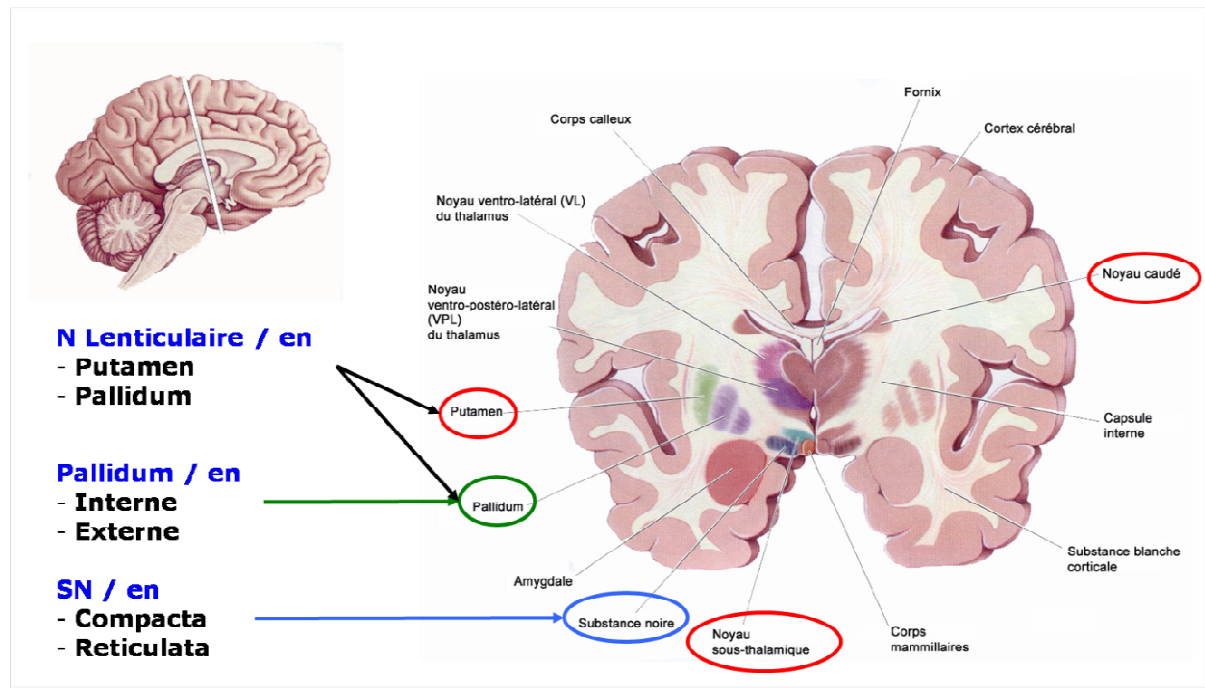 N Lenticulaire / en
- Putamen
- Pallidum
Pallidum / en
- Interne
- Externe
SN / en
- Compacta
- Reticulata
Fornix
Corps calleux
Cortex cérébral
Noyau ventro-latéral (VL)
du thalamus
Noyau caudé
Noyau
ventro-postéro-latéral
(VPL)
du thalamus
Putamen
Capsule
interne
Pallidum
Substance blanche
corticale
Amygdale
Substance noire
Noyau
sous-thalamique
Corps
mammillaires